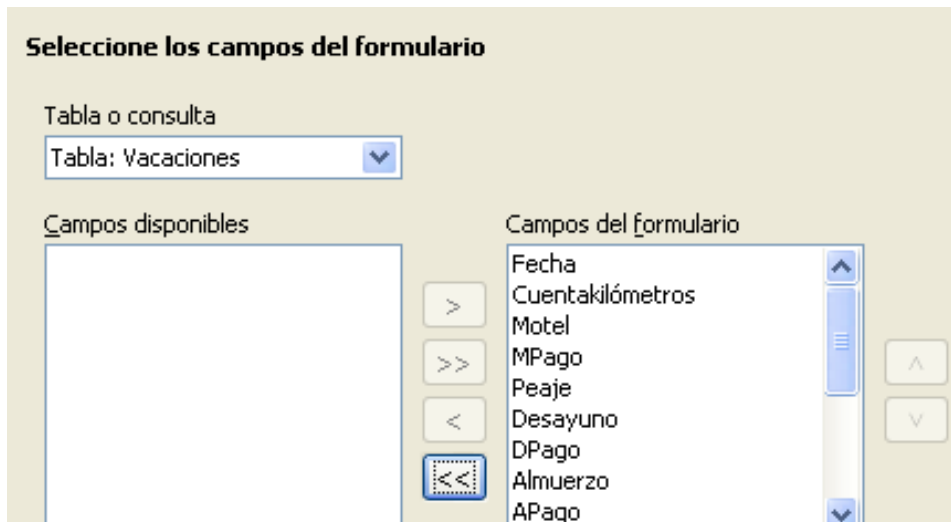 Seleccione los campos del formulario
Tabla o consulta
Tabla: Vacaciones
Campos disponibles
Campos del formulario
Fecha
Cuentakilómetros
Motel
MPago
Peaje
Desayuno
DPago
Almuerzo
APago
>
>>
<
<<
^
v